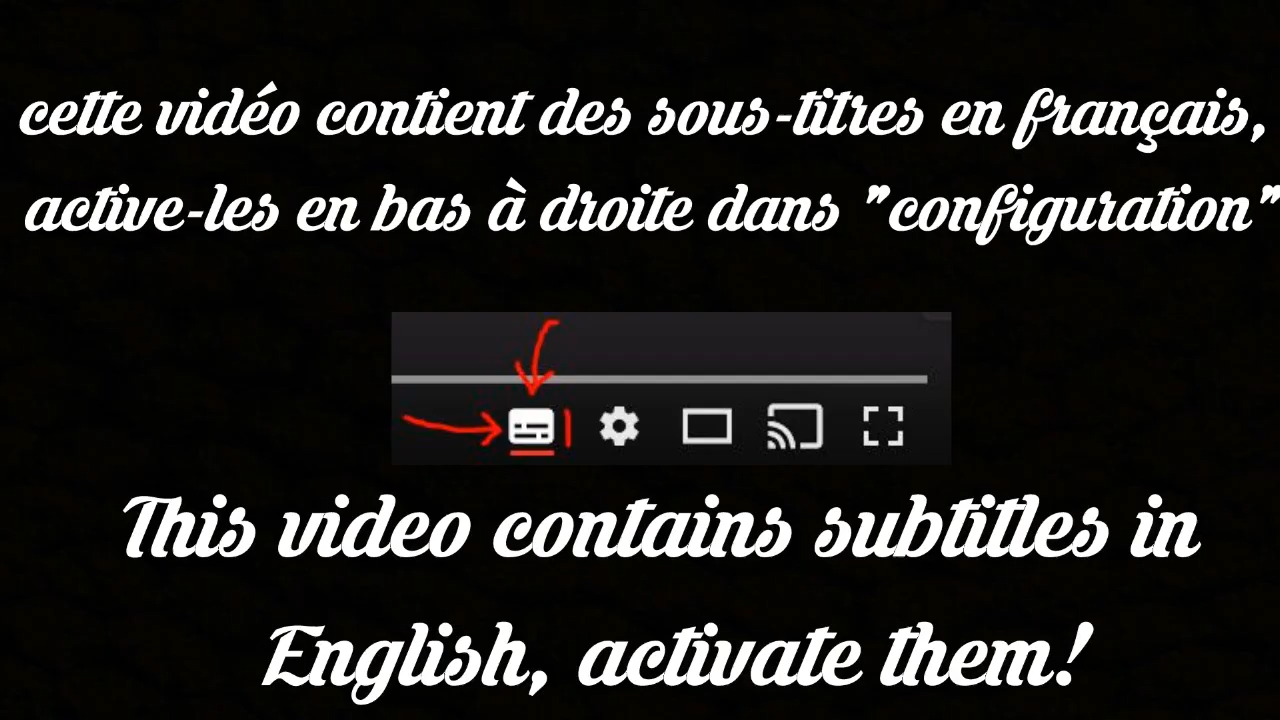 cette vidéo contient des sous-titres en français,
active-les en bas à droite dans "configuration"
This video contains subtitles in
English, activate them!